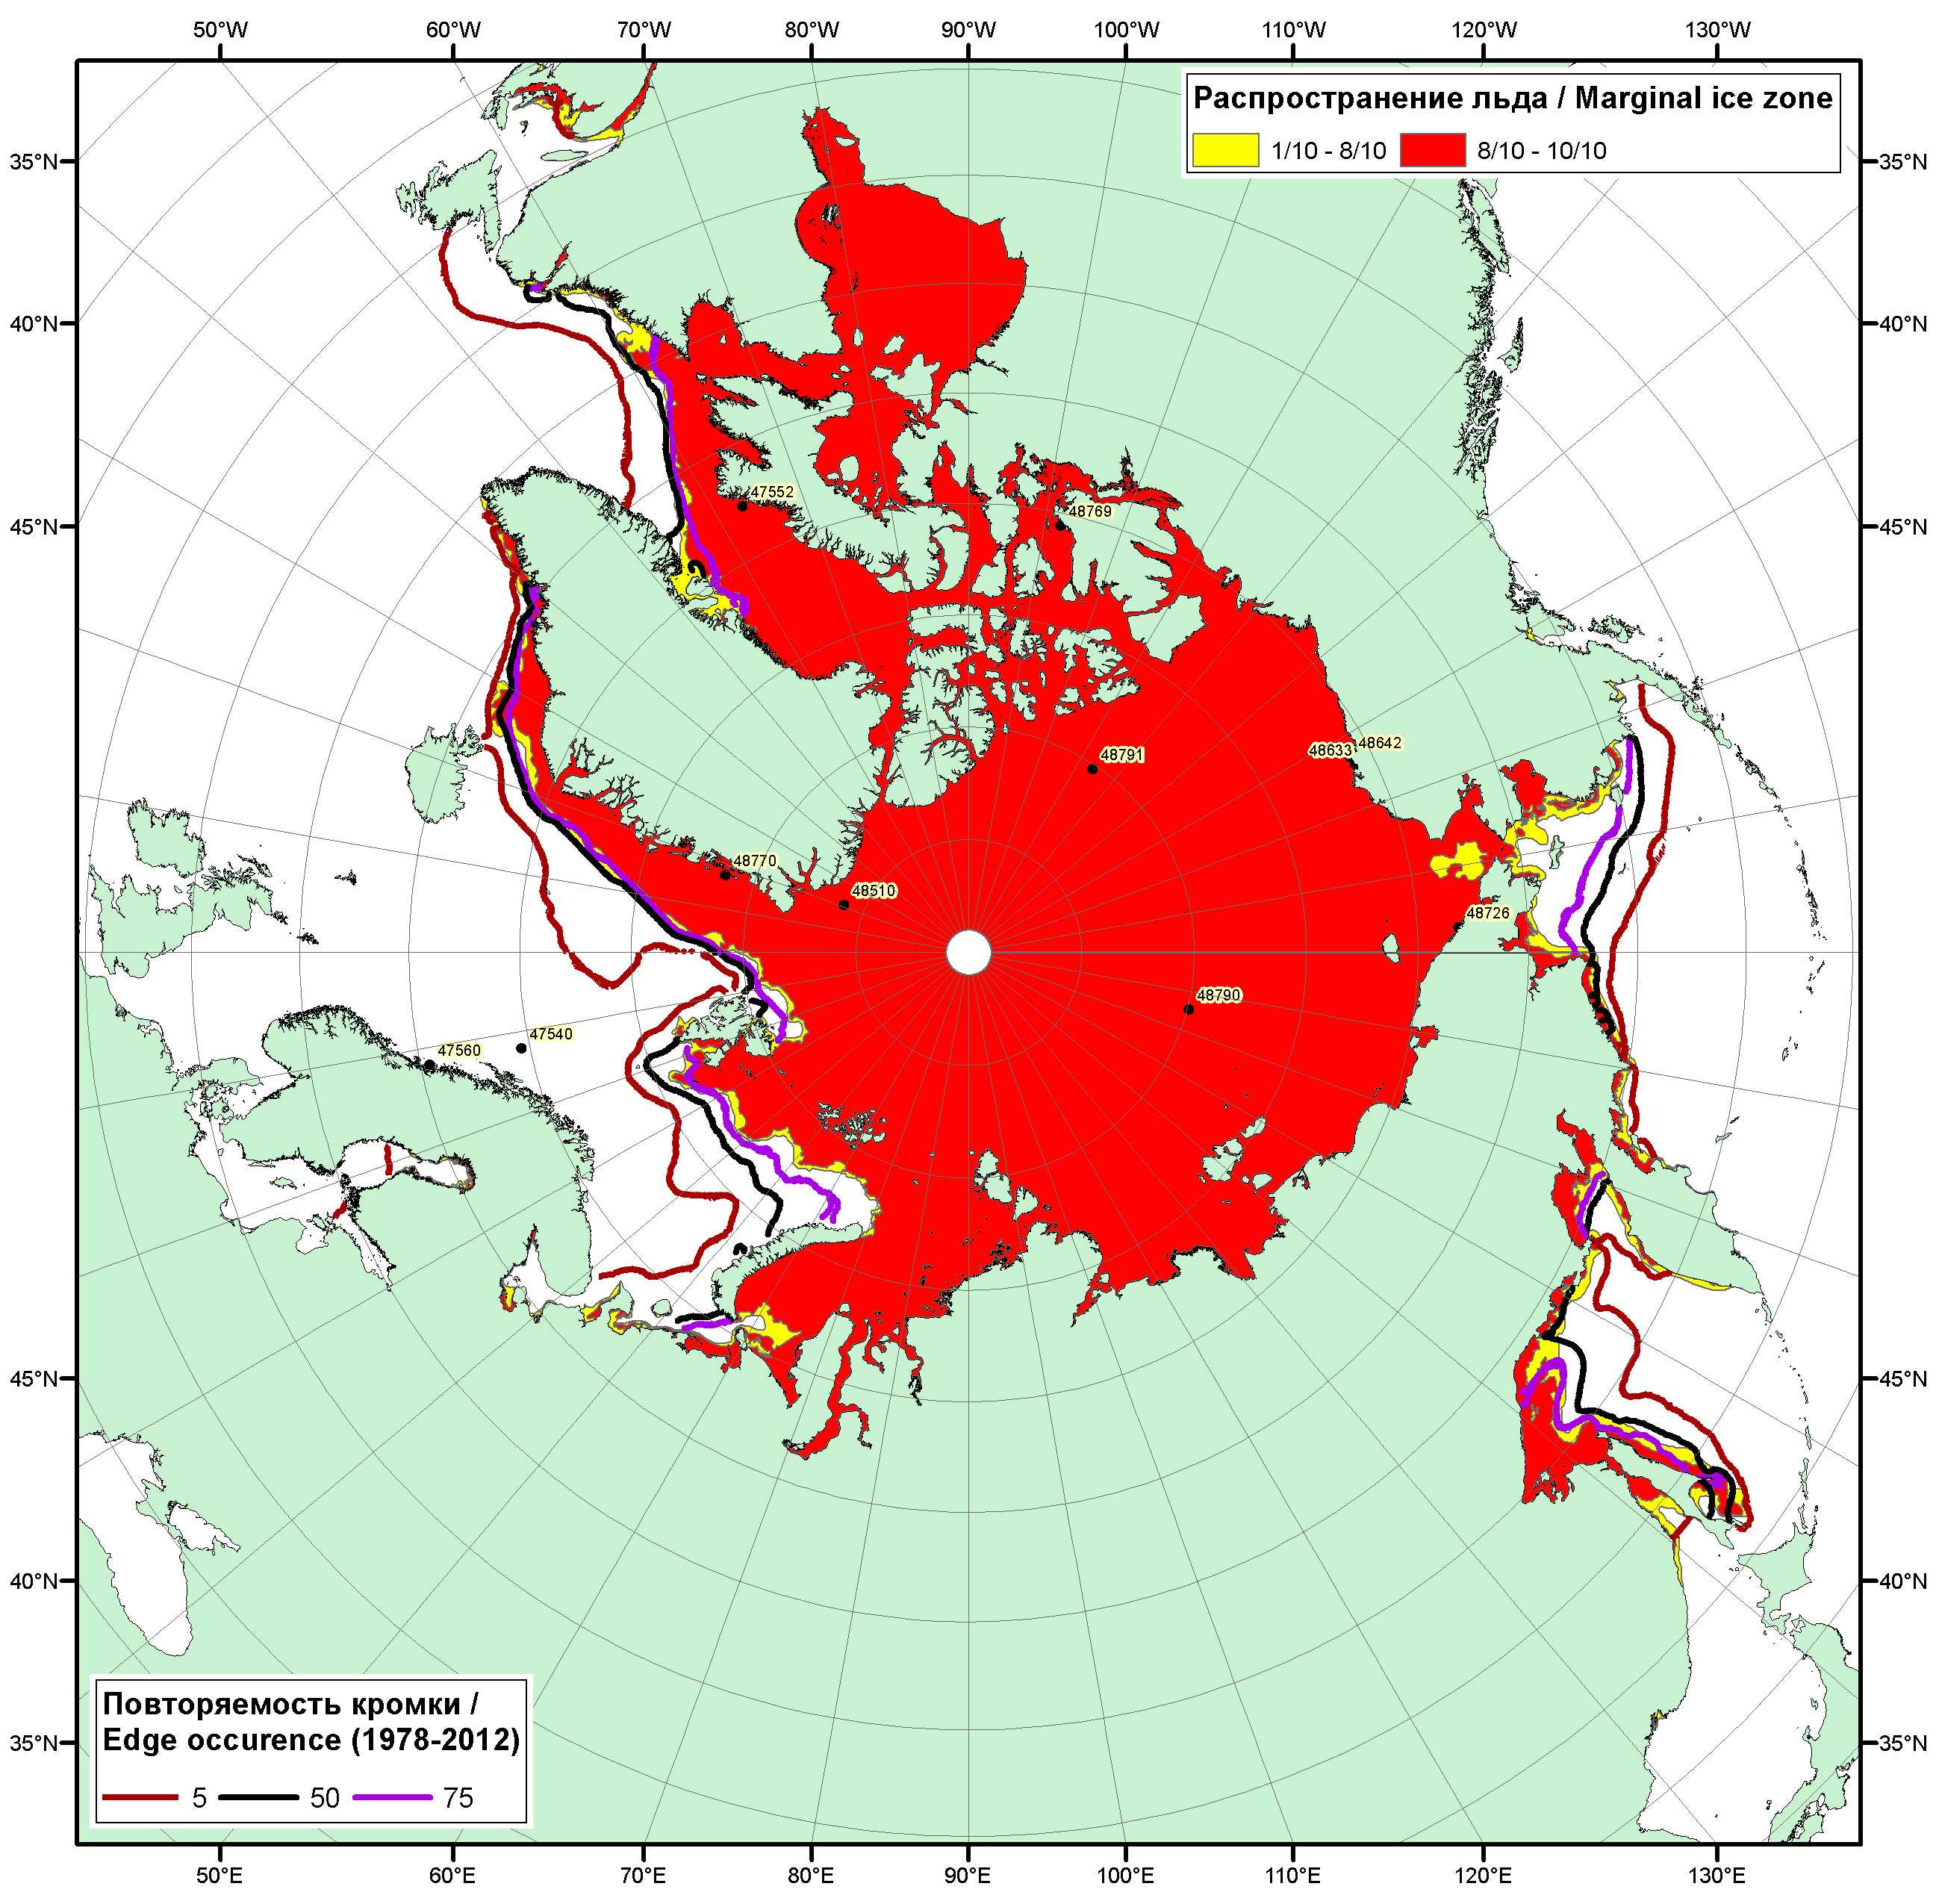 50°W 60°W 70°W 80°W 90°W 100°W 110°W 120°W 130°W
Распространение льда / Marginal ice zone
1/10 - 8/10 8/10 - 10/10
35°N 35°N
40°N 40°N
47552
48769
45°N 45°N
48642
48633
48791
48770
48510
48726
48790
47540
47560
45°N 45°N
40°N 40°N
Повторяемость кромки /
Edge occurence (1978-2012)
35°N 35°N
5 50 75
50°E 60°E 70°E 80°E 90°E 100°E 110°E 120°E 130°E